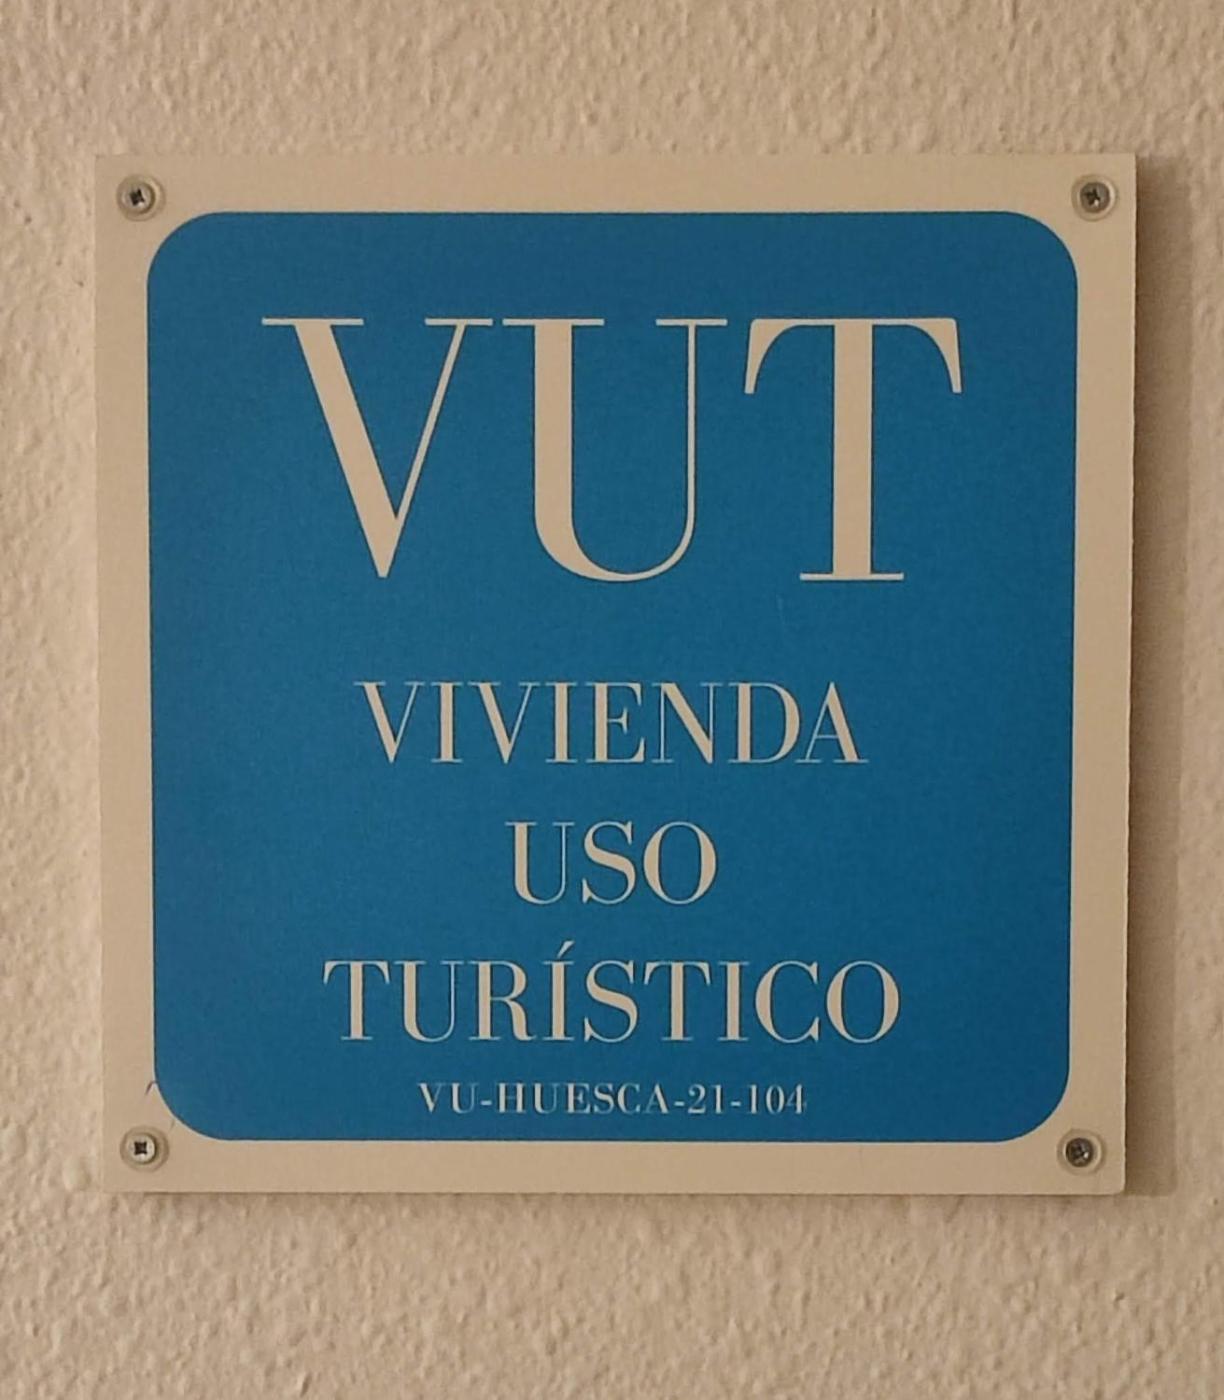 VUT
VIVIENDA
USO
TURÍSTICO
VU-HUESCA-21-104